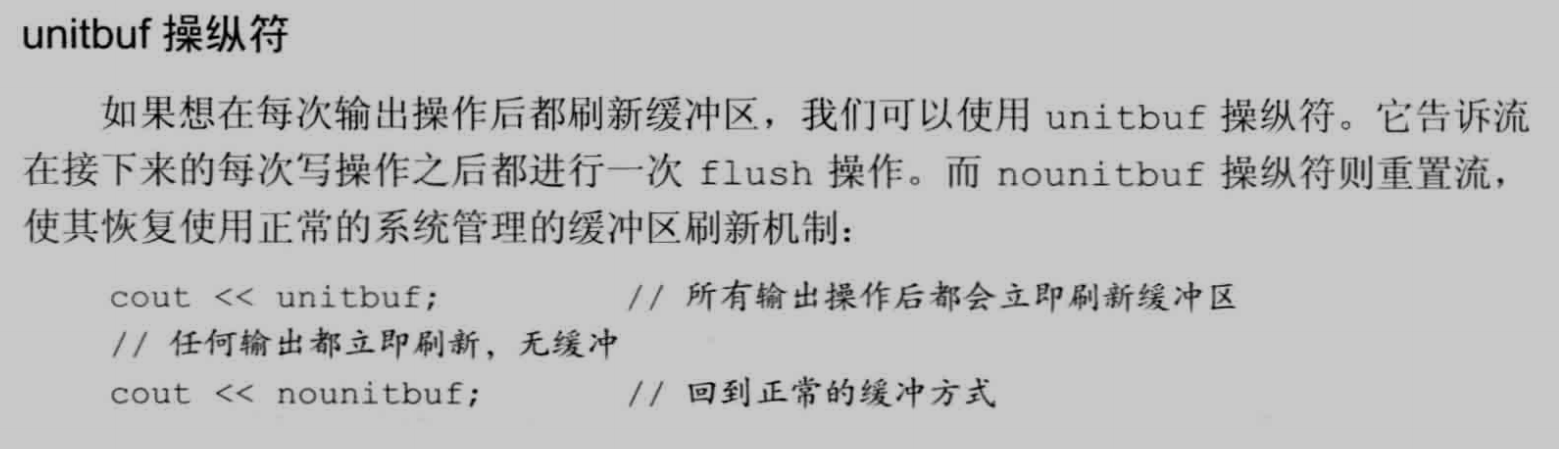 unitbuf 操纵符
如果想在每次输出操作后都刷新缓冲区，我们可以使用 unitbuf 操纵符。它告诉流
在接下来的每次写操作之后都进行一次 flush 操作。而 nounitbuf 操纵符则重置流，
使其恢复使用正常的系统管理的缓冲区刷新机制：
cout << unitbuf; // 所有输出操作后都会立即刷新缓冲区
// 任何输出都立即刷新，无缓冲
cout << nounitbuf; // 回到正常的缓冲方式